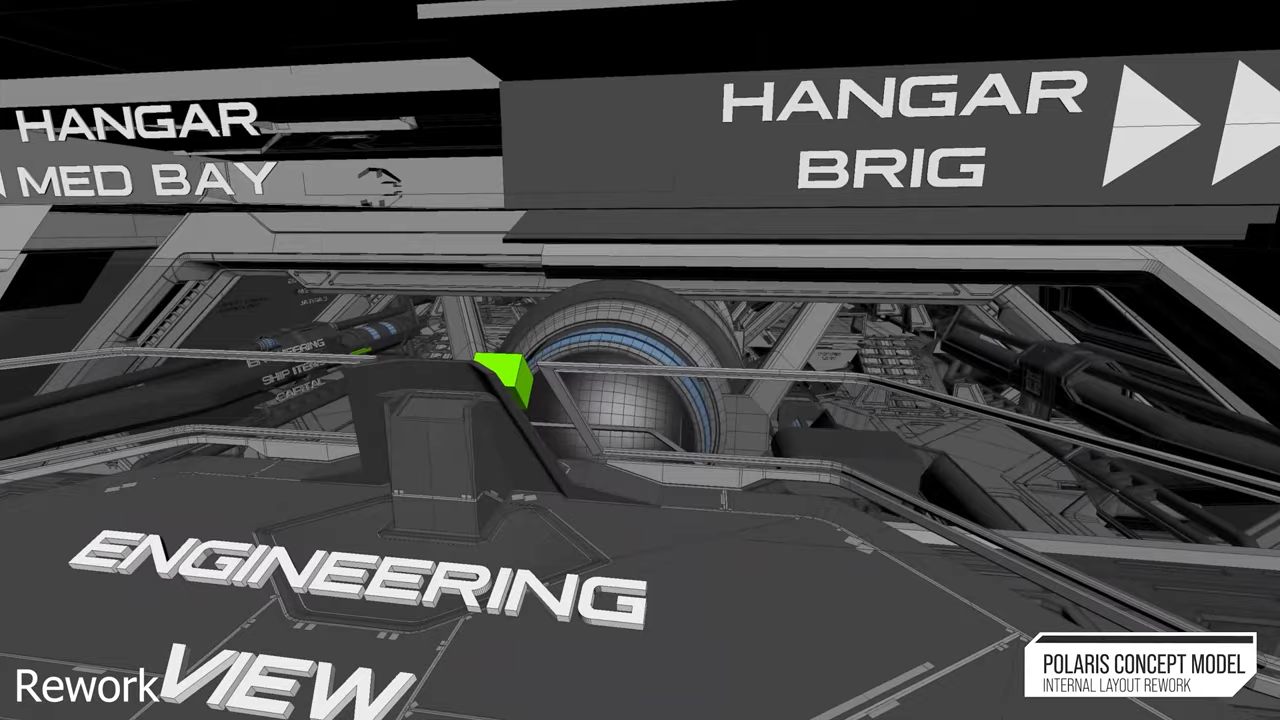 HANGAR
MED BAY
HANGAR
BRIG
ENGINEERING
SHIP ITEMS
CAPITAL
ENGINEERING
VIEW
Rework
POLARIS CONCEPT MODEL
INTERNAL LAYOUT REWORK